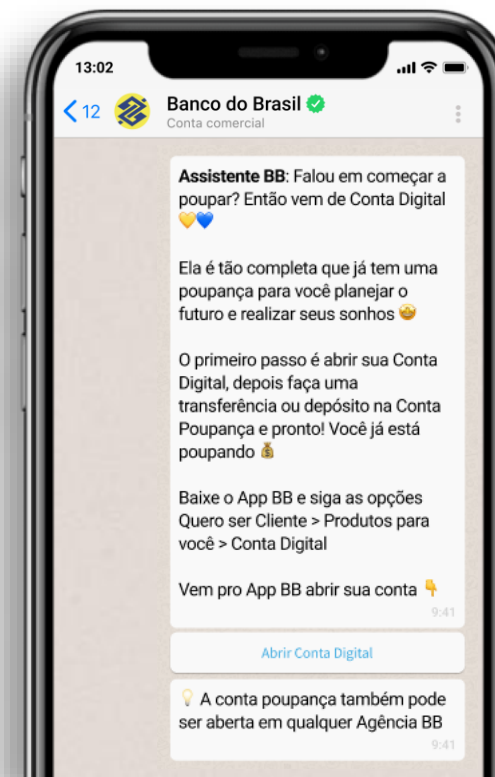 13:02
12
Banco do Brasil
Conta comercial
Assistente BB: Falou em começar a
poupar? Então vem de Conta Digital
💛💙
Ela é tão completa que já tem uma
poupança para você planejar o
futuro e realizar seus sonhos 🤩
O primeiro passo é abrir sua Conta
Digital, depois faça uma
transferência ou depósito na Conta
Poupança e pronto! Você já está
poupando 💰
Baixe o App BB e siga as opções
Quero ser Cliente > Produtos para
você > Conta Digital
Vem pro App BB abrir sua conta 👇
9:41
Abrir Conta Digital
💡 A conta poupança também pode
ser aberta em qualquer Agência BB
9:41